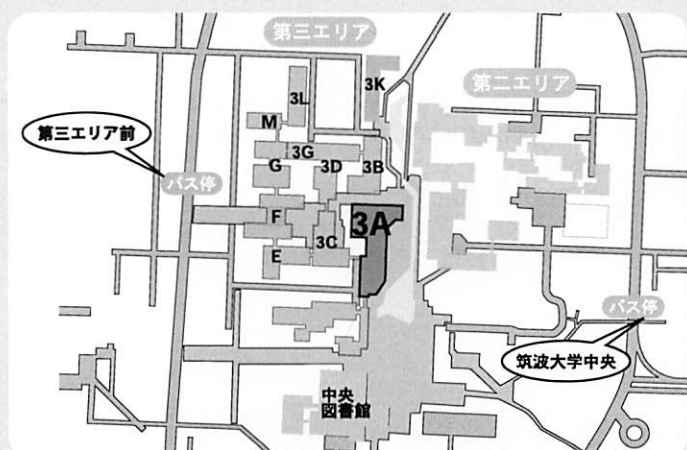 第三エリア
3K
第二エリア
3L
第三エリア前
M
3G
G
3D
3B
バス停
F
3A
3C
E
バス停
筑波大学中央
中央
図書館